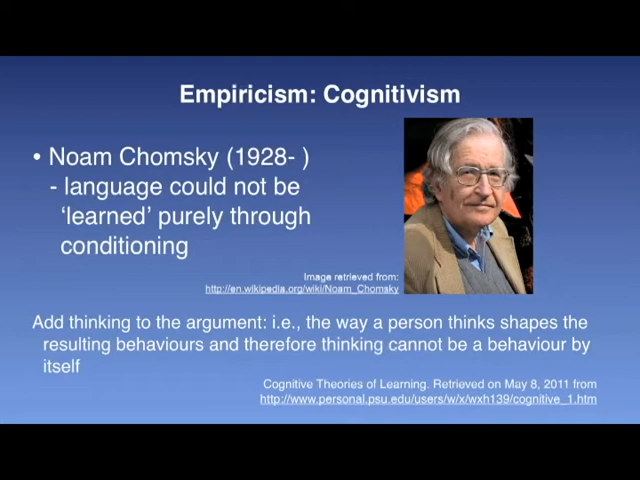 Empiricism: Cognitivism
• Noam Chomsky (1928- )
- language could not be
‘learned’ purely through
conditioning
Image retrieved from:
http://en.wikipedia.org/wiki/Noam_Chomsky
Add thinking to the argument: i.e., the way a person thinks shapes the
resulting behaviours and therefore thinking cannot be a behaviour by
itself
Cognitive Theories of Learning. Retrieved on May 8, 2011 from
http://www.personal.psu.edu/users/w/x/wxh139/cognitive_1.htm